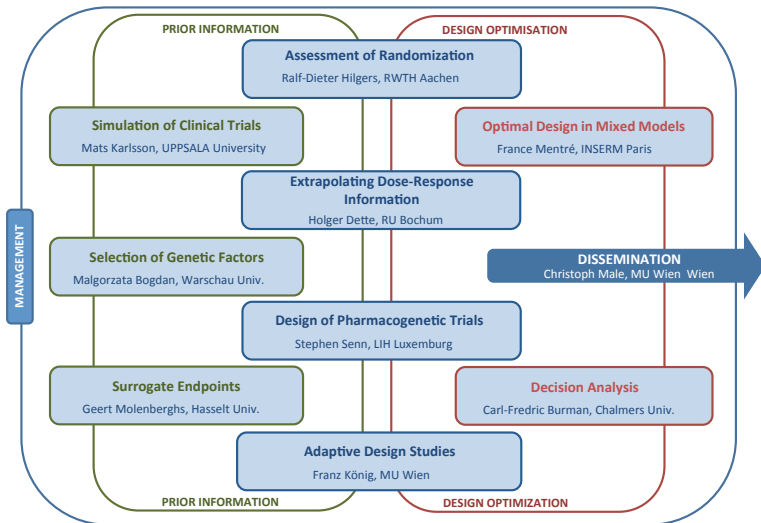 PRIOR INFORMATION
DESIGN OPTIMISATION
Assessment of Randomization
Ralf-Dieter Hilgers, RWTH Aachen
Simulation of Clinical Trials
Mats Karlsson, UPPSALA University
Optimal Design in Mixed Models
France Mentré, INSERM Paris
Extrapolating Dose-Response
Information
Holger Dette, RU Bochum
MANAGEMENT
Selection of Genetic Factors
Malgorzata Bogdan, Warschau Univ.
DISSEMINATION
Christoph Male, MU Wien Wien
Design of Pharmacogenetic Trials
Stephen Senn, LIH Luxemburg
Surrogate Endpoints
Geert Molenberghs, Hasselt Univ.
Decision Analysis
Carl-Fredric Burman, Chalmers Univ.
Adaptive Design Studies
Franz König, MU Wien
PRIOR INFORMATION
DESIGN OPTIMIZATION